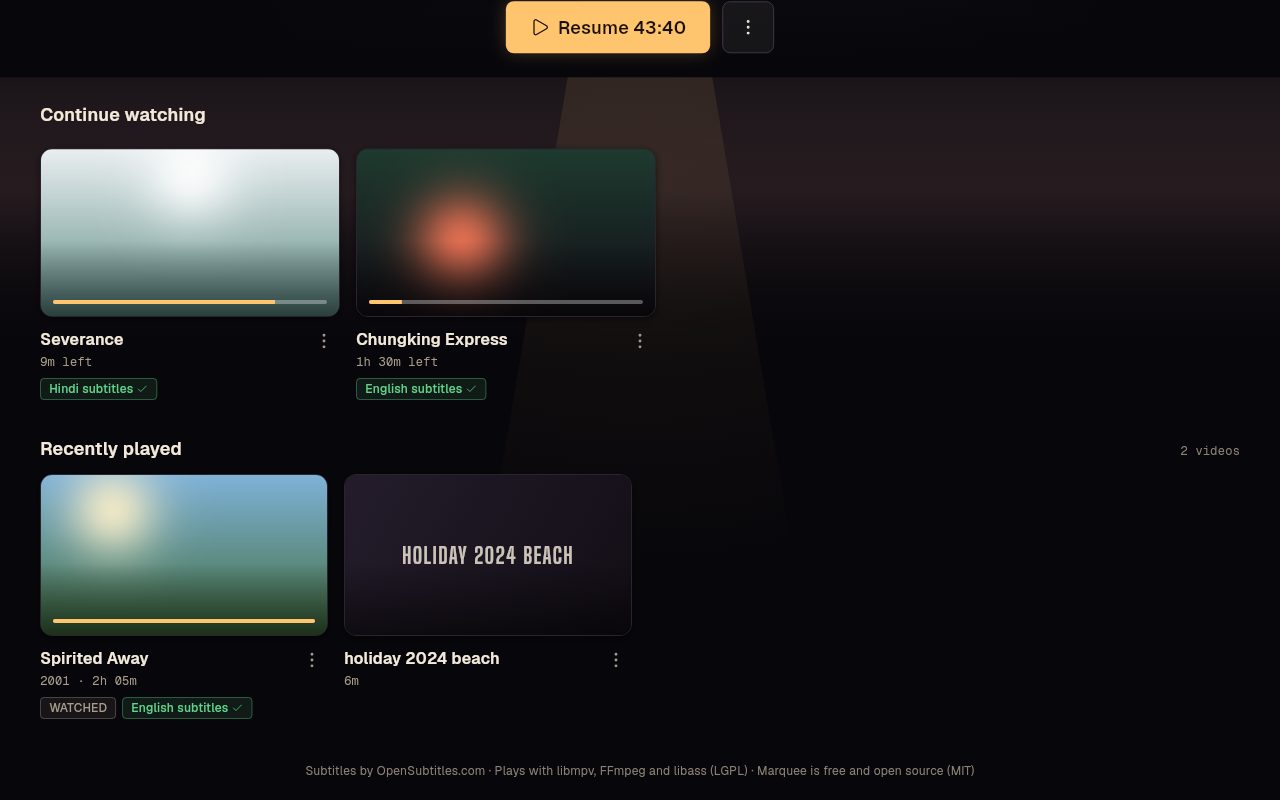 Resume 43:40
Continue watching
Severance
9m left
Hindi subtitles ✓
Chungking Express
1h 30m left
English subtitles ✓
Recently played
2 videos
HOLIDAY 2024 BEACH
Spirited Away
2001 · 2h 05m
WATCHED
English subtitles ✓
holiday 2024 beach
6m
Subtitles by OpenSubtitles.com · Plays with libmpv, FFmpeg and libass (LGPL) · Marquee is free and open source (MIT)